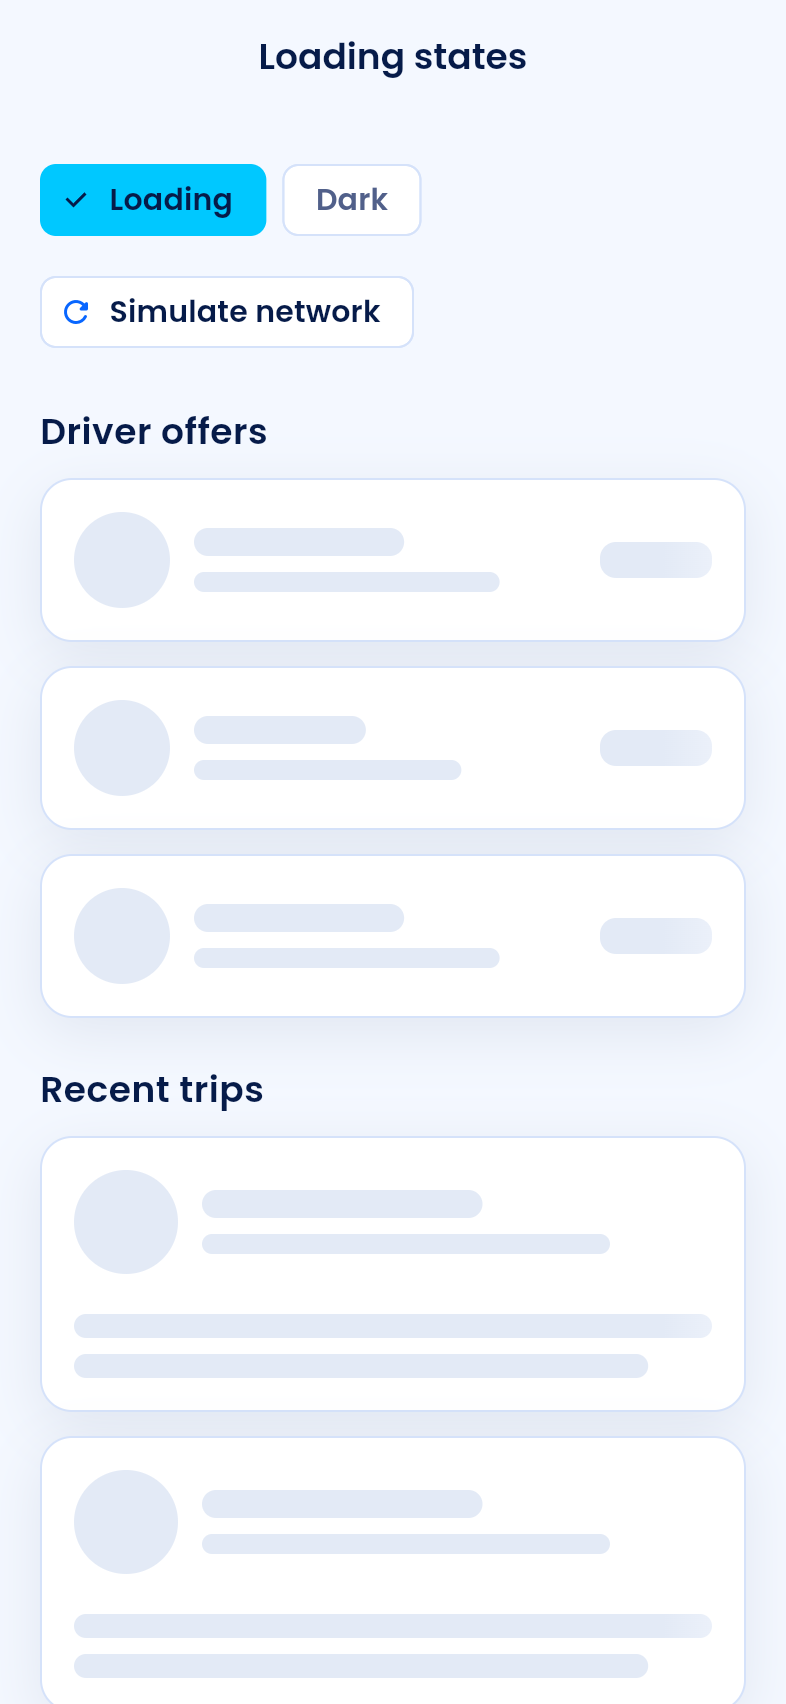 Loading states
Loading
Dark
Simulate network
Driver offers
Recent trips